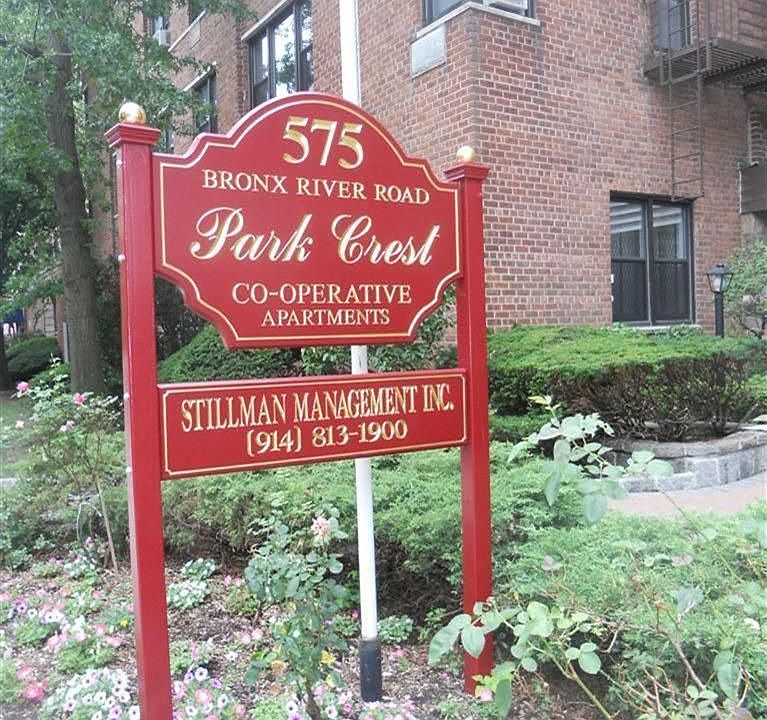 575
BRONX RIVER ROAD
Park Crest
CO-OPERATIVE
APARTMENTS
STILLMAN MANAGEMENT INC.
(914) 813-1900